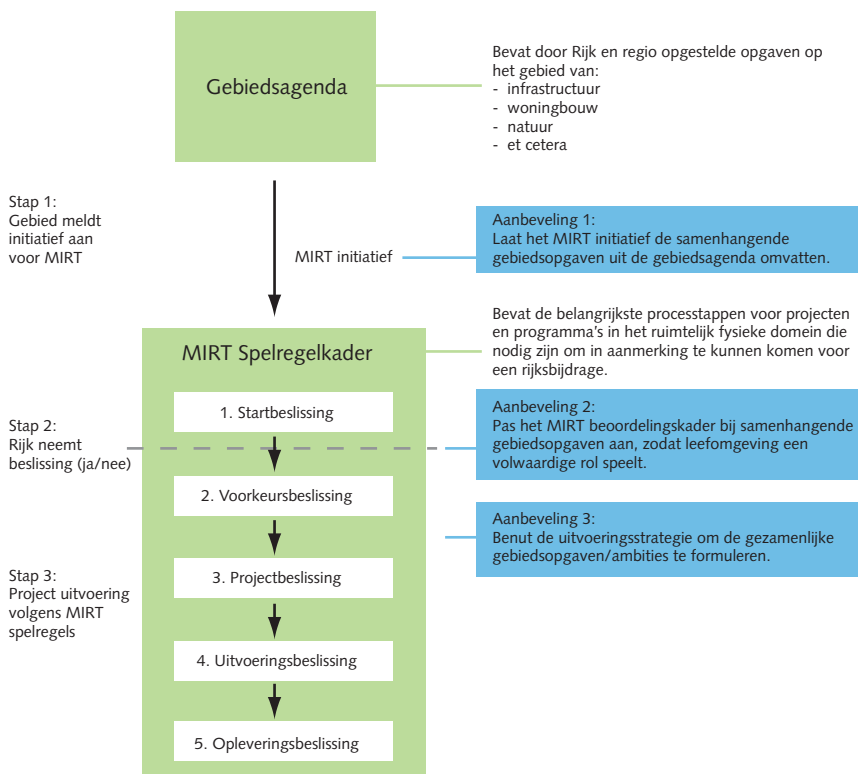 Gebiedsagenda
Bevat door Rijk en regio opgestelde opgaven op
het gebied van:
- infrastructuur
- woningbouw
- natuur
- et cetera
Stap 1:
Gebied meldt
initiatief aan
voor MIRT
MIRT initiatief
Aanbeveling 1:
Laat het MIRT initiatief de samenhangende
gebiedsopgaven uit de gebiedsagenda omvatten.
MIRT Spelregelkader
Bevat de belangrijkste processtappen voor projecten
en programma's in het ruimtelijk fysieke domein die
nodig zijn om in aanmerking te kunnen komen voor
een rijksbijdrage.
1. Startbeslissing
Stap 2:
Rijk neemt
beslissing (ja/nee)
Aanbeveling 2:
Pas het MIRT beoordelingskader bij samenhangende
gebiedsopgaven aan, zodat leefomgeving een
volwaardige rol speelt.
2. Voorkeursbeslissing
Aanbeveling 3:
Benut de uitvoeringsstrategie om de gezamenlijke
gebiedsopgaven/ambities te formuleren.
Stap 3:
Project uitvoering
volgens MIRT
spelregels
3. Projectbeslissing
4. Uitvoeringsbeslissing
5. Opleveringsbeslissing